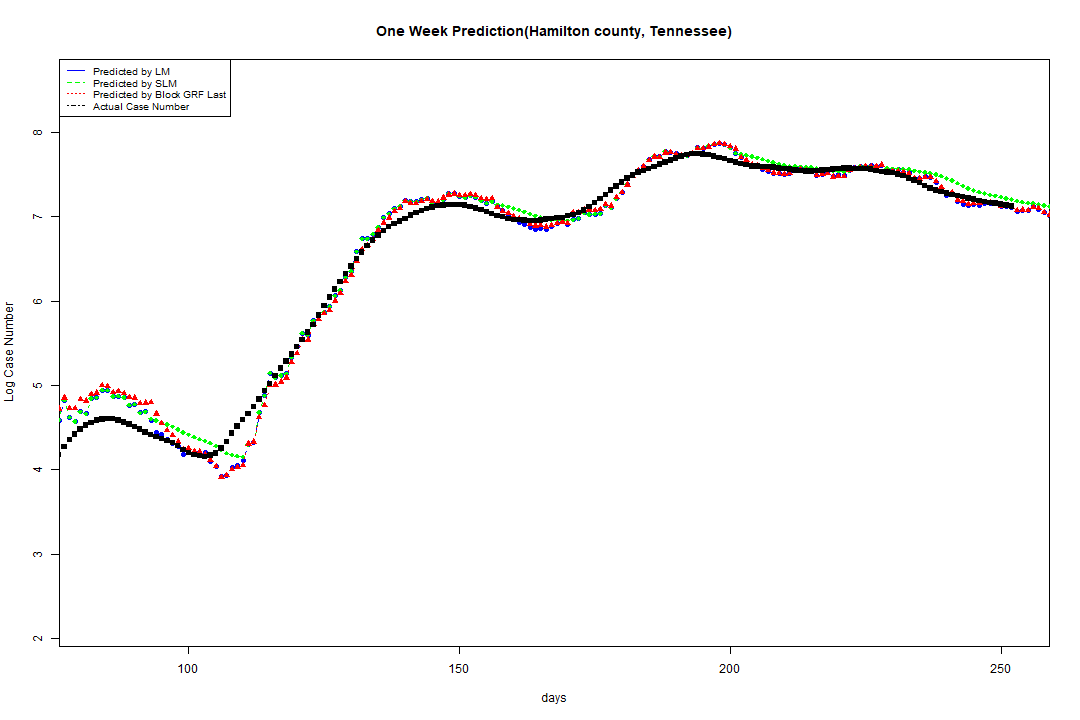 One Week Prediction(Hamilton county, Tennessee)
Predicted by LM
Predicted by SLM
Predicted by Block GRF Last
Actual Case Number
8
7
6
5
4
3
2
Log Case Number
100 150 200 250
days